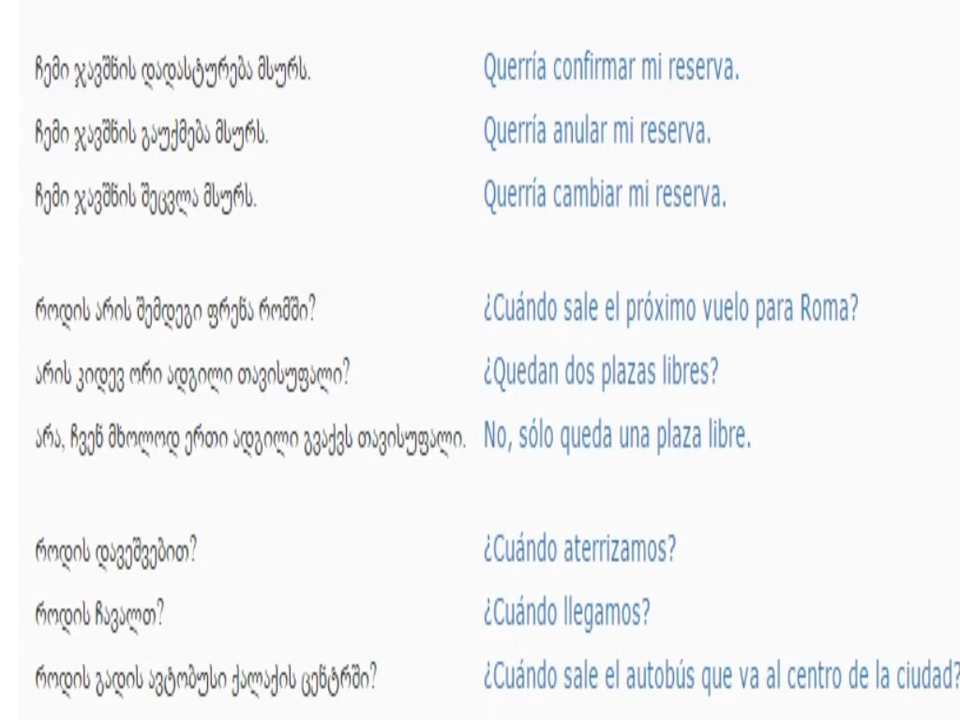 ჩემი ჯავშნის დადასტურება მსურს. Querría confirmar mi reserva.
ჩემი ჯავშნის გაუქმება მსურს. Querría anular mi reserva.
ჩემი ჯავშნის შეცვლა მსურს. Querría cambiar mi reserva.
როდის არის შემდეგი ფრენა რომში? ¿Cuándo sale el próximo vuelo para Roma?
არის კიდევ ორი ადგილი თავისუფალი? ¿Quedan dos plazas libres?
არა, ჩვენ მხოლოდ ერთი ადგილი გვაქვს თავისუფალი. No, sólo queda una plaza libre.
როდის დავეშვებით? ¿Cuándo aterrizamos?
როდის ჩავალთ? ¿Cuándo llegamos?
როდის გადის ავტობუსი ქალაქის ცენტრში? ¿Cuándo sale el autobús que va al centro de la ciudad?